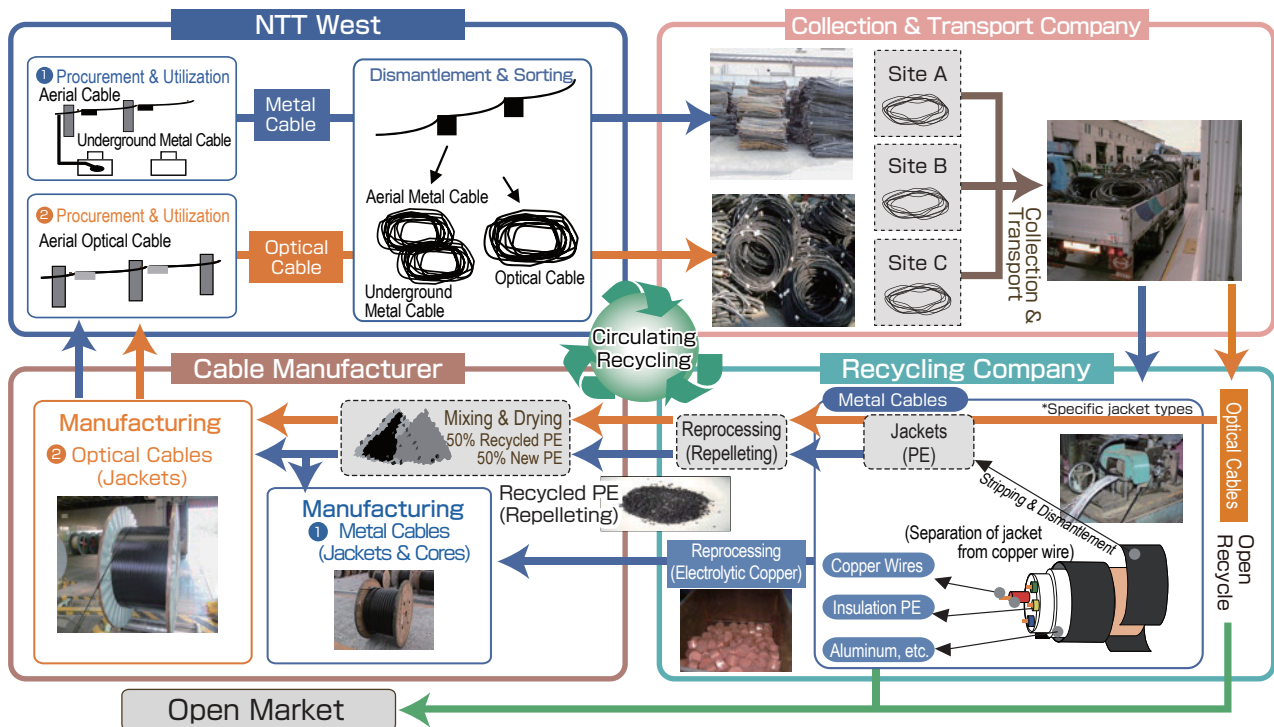 NTT West
❶ Procurement & Utilization
Aerial Cable
Underground Metal Cable
Metal
Cable
Dismantlement & Sorting
Aerial Metal Cable
Underground
Metal Cable
Optical Cable
❷ Procurement & Utilization
Aerial Optical Cable
Optical
Cable
Collection & Transport Company
Site A
Site B
Site C
Collection &
Transport
Circulating
Recycling
Cable Manufacturer
Manufacturing
❷ Optical Cables
(Jackets)
Mixing & Drying
50% Recycled PE
50% New PE
Manufacturing
❶ Metal Cables
(Jackets & Cores)
Recycled PE
(Repelleting)
Recycling Company
Metal Cables
*Specific jacket types
Optical Cables
Reprocessing
(Repelleting)
Jackets
(PE)
Stripping & Dismantlement
(Separation of jacket
from copper wire)
Reprocessing
(Electrolytic Copper)
Copper Wires
Insulation PE
Aluminum, etc.
Open
Recycle
Open Market